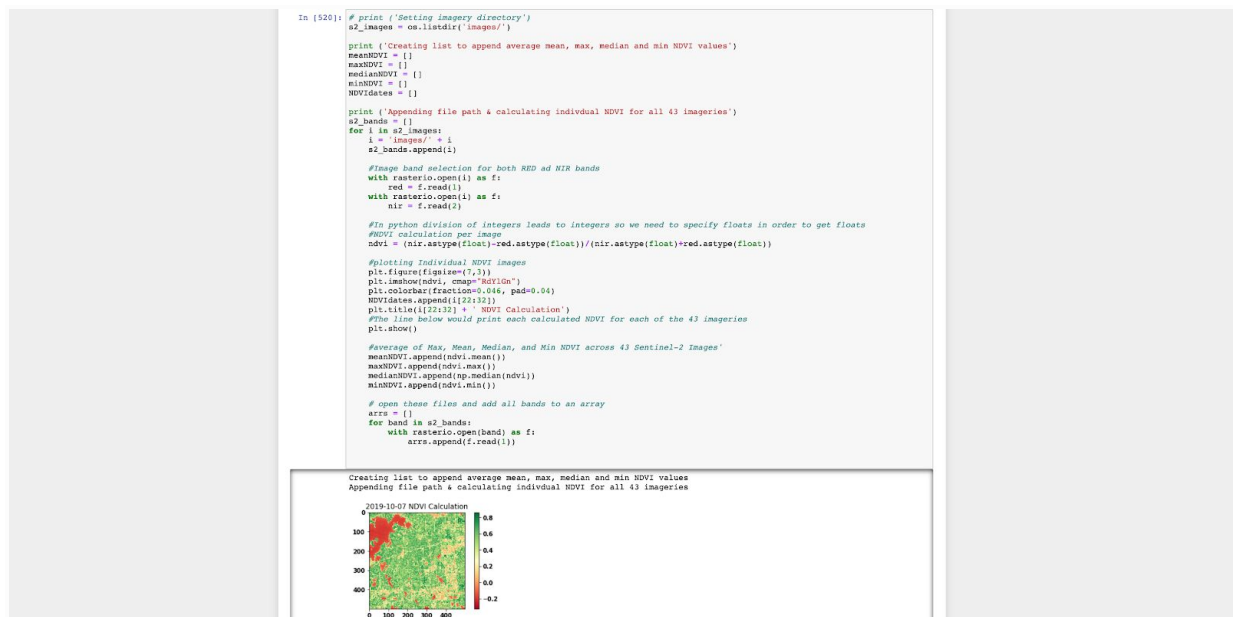 In [520]: # print ('Setting imagery directory')
s2_images = os.listdir('images/')
print ('Creating list to append average mean, max, median and min NDVI values')
meanNDVI = []
maxNDVI = []
medianNDVI = []
minNDVI = []
NDVIdates = []
print ('Appending file path & calculating indivdual NDVI for all 43 imageries')
s2_bands = []
for i in s2_images:
    i = 'images/' + i
    s2_bands.append(i)
    #Image band selection for both RED ad NIR bands
    with rasterio.open(i) as f:
        red = f.read(1)
    with rasterio.open(i) as f:
        nir = f.read(2)
    #In python division of integers leads to integers so we need to specify floats in order to get floats
    #NDVI calculation per image
    ndvi = (nir.astype(float)-red.astype(float))/(nir.astype(float)+red.astype(float))
    #plotting Individual NDVI images
    plt.figure(figsize=(7,3))
    plt.imshow(ndvi, cmap="RdYlGn")
    plt.colorbar(fraction=0.046, pad=0.04)
    NDVIdates.append(i[22:32])
    plt.title(i[22:32] + ' NDVI Calculation')
    #The line below would print each calculated NDVI for each of the 43 imageries
    plt.show()
    #average of Max, Mean, Median, and Min NDVI across 43 Sentinel-2 Images'
    meanNDVI.append(ndvi.mean())
    maxNDVI.append(ndvi.max())
    medianNDVI.append(np.median(ndvi))
    minNDVI.append(ndvi.min())
    # open these files and add all bands to an array
    arrs = []
    for band in s2_bands:
        with rasterio.open(band) as f:
            arrs.append(f.read(1))
Creating list to append average mean, max, median and min NDVI values
Appending file path & calculating indivdual NDVI for all 43 imageries
2019-10-07 NDVI Calculation
0
100
200
300
400
0 100 200 300 400
0.8
0.6
0.4
0.2
0.0
−0.2